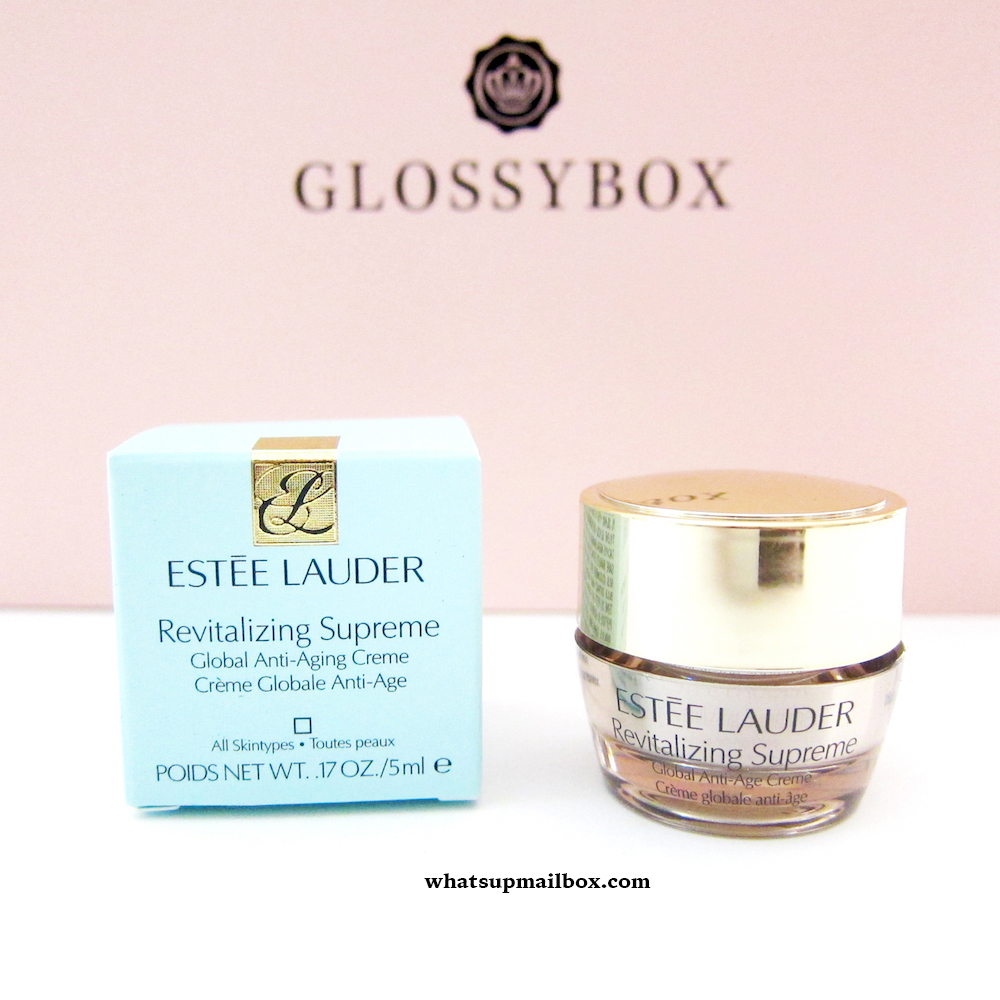 GLOSSYBOX
ESTĒE LAUDER
Revitalizing Supreme
Global Anti-Aging Creme
Crème Globale Anti-Age
All Skintypes • Toutes peaux
POIDS NET WT. .17 OZ./5ml ℮
BOX
ESTĒE LAUDER
Revitalizing Supreme
Global Anti-Age Creme
Crème globale anti-âge
whatsupmailbox.com